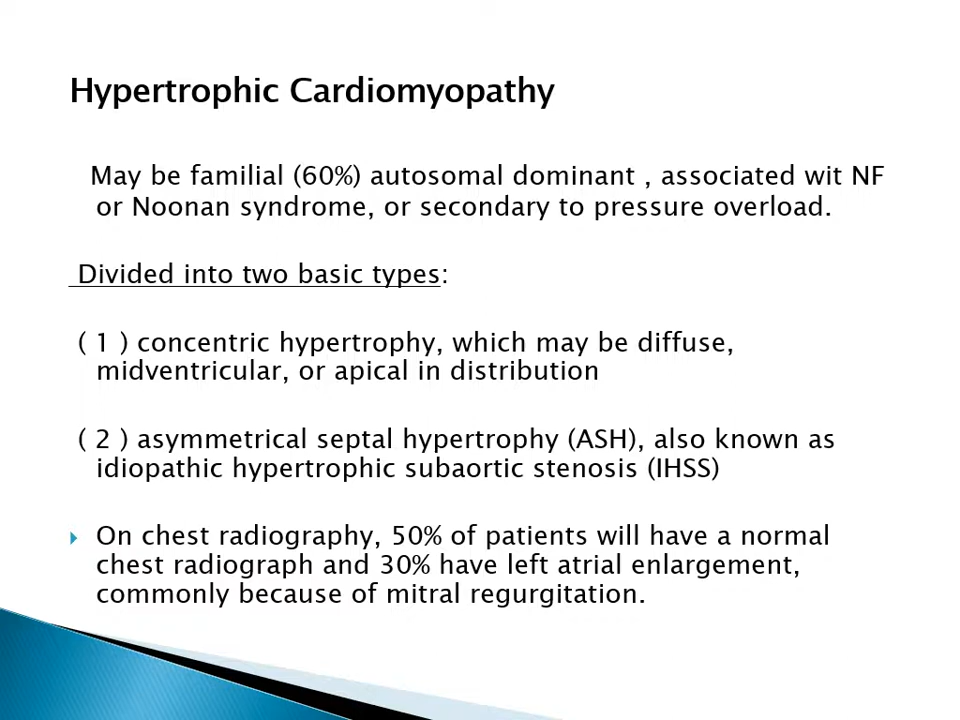 Hypertrophic Cardiomyopathy
May be familial (60%) autosomal dominant , associated wit NF
or Noonan syndrome, or secondary to pressure overload.
Divided into two basic types:
( 1 ) concentric hypertrophy, which may be diffuse,
midventricular, or apical in distribution
( 2 ) asymmetrical septal hypertrophy (ASH), also known as
idiopathic hypertrophic subaortic stenosis (IHSS)
On chest radiography, 50% of patients will have a normal
chest radiograph and 30% have left atrial enlargement,
commonly because of mitral regurgitation.